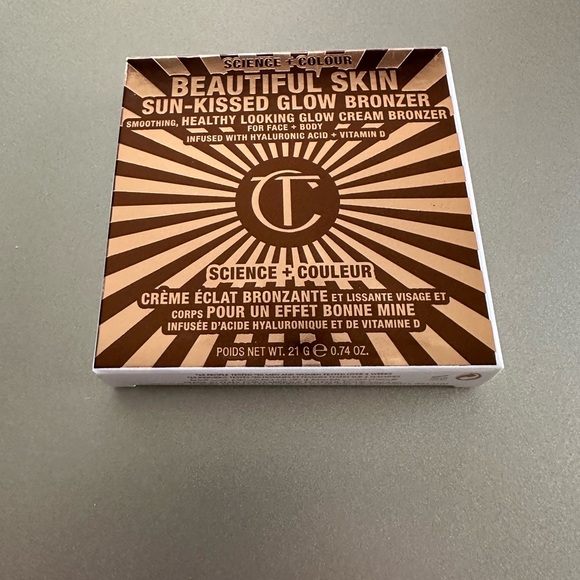 SCIENCE + COLOUR
BEAUTIFUL SKIN
SUN-KISSED GLOW BRONZER
SMOOTHING, HEALTHY LOOKING GLOW CREAM BRONZER
FOR FACE + BODY
INFUSED WITH HYALURONIC ACID + VITAMIN D
CT
SCIENCE + COULEUR
CRÈME ÉCLAT BRONZANTE ET LISSANTE VISAGE ET
CORPS POUR UN EFFET BONNE MINE
INFUSÉE D'ACIDE HYALURONIQUE ET DE VITAMINE D
POIDS NET WT. 21 G ℮ 0.74 OZ.